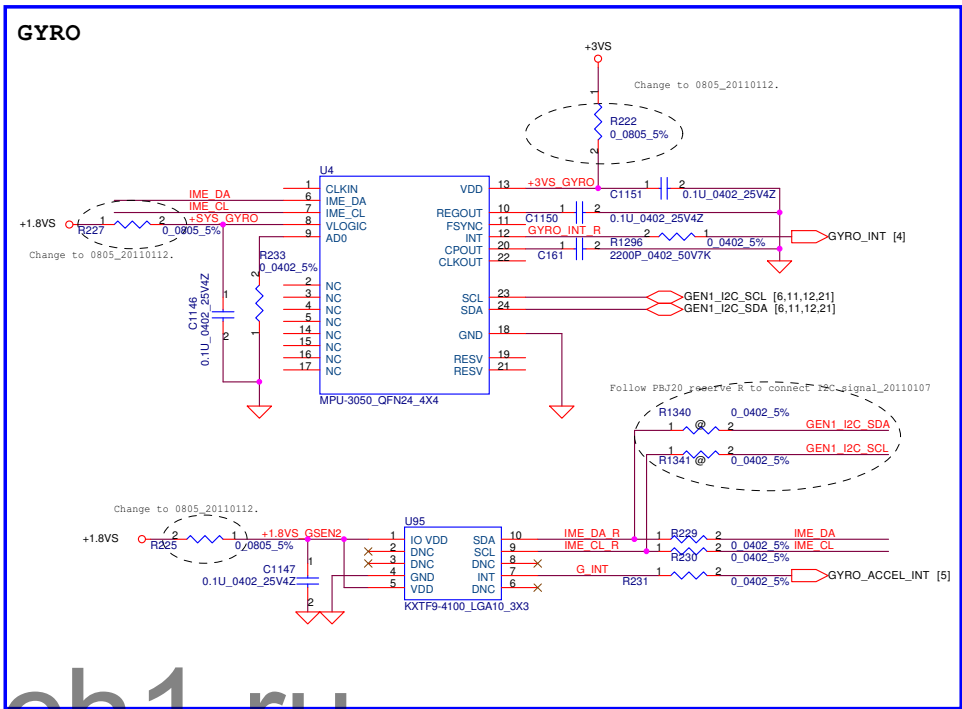 GYRO
+3VS
Change to 0805_20110112.
1
R222
0_0805_5%
2
U4
1 CLKIN
IME_DA 6 IME_DA
IME_CL 7 IME_CL
+1.8VS 1 2 +SYS_GYRO 8 VLOGIC
R227 0_0805_5% 9 AD0
Change to 0805_20110112.
R233
0_0402_5%
2
1
C1146
0.1U_0402_25V4Z
1
2
2 NC
3 NC
4 NC
5 NC
14 NC
15 NC
16 NC
17 NC
VDD 13 +3VS_GYRO C1151 1 2
0.1U_0402_25V4Z
REGOUT 10 C1150 1 2
0.1U_0402_25V4Z
FSYNC 11
INT 12 GYRO_INT_R 2 1 GYRO_INT [4]
R1296 0_0402_5%
CPOUT 20 C161 1 2
2200P_0402_50V7K
CLKOUT 22
SCL 23 GEN1_I2C_SCL [6,11,12,21]
SDA 24 GEN1_I2C_SDA [6,11,12,21]
GND 18
RESV 19
RESV 21
MPU-3050_QFN24_4X4
Follow PBJ20 reserve R to connect I2C signal_20110107
R1340 0_0402_5%
1 @ 2 GEN1_I2C_SDA
1 2 GEN1_I2C_SCL
R1341 @ 0_0402_5%
Change to 0805_20110112.
+1.8VS 2 1 +1.8VS_GSEN2
R225 0_0805_5%
C1147
0.1U_0402_25V4Z
1
2
U95
1 IO VDD
2 DNC
3 DNC
4 GND
5 VDD
SDA 10 IME_DA_R 1 R229 2 IME_DA
0_0402_5%
SCL 9 IME_CL_R 1 2 IME_CL
R230 0_0402_5%
DNC 8
INT 7 G_INT 1 2 GYRO_ACCEL_INT [5]
R231 0_0402_5%
DNC 6
KXTF9-4100_LGA10_3X3